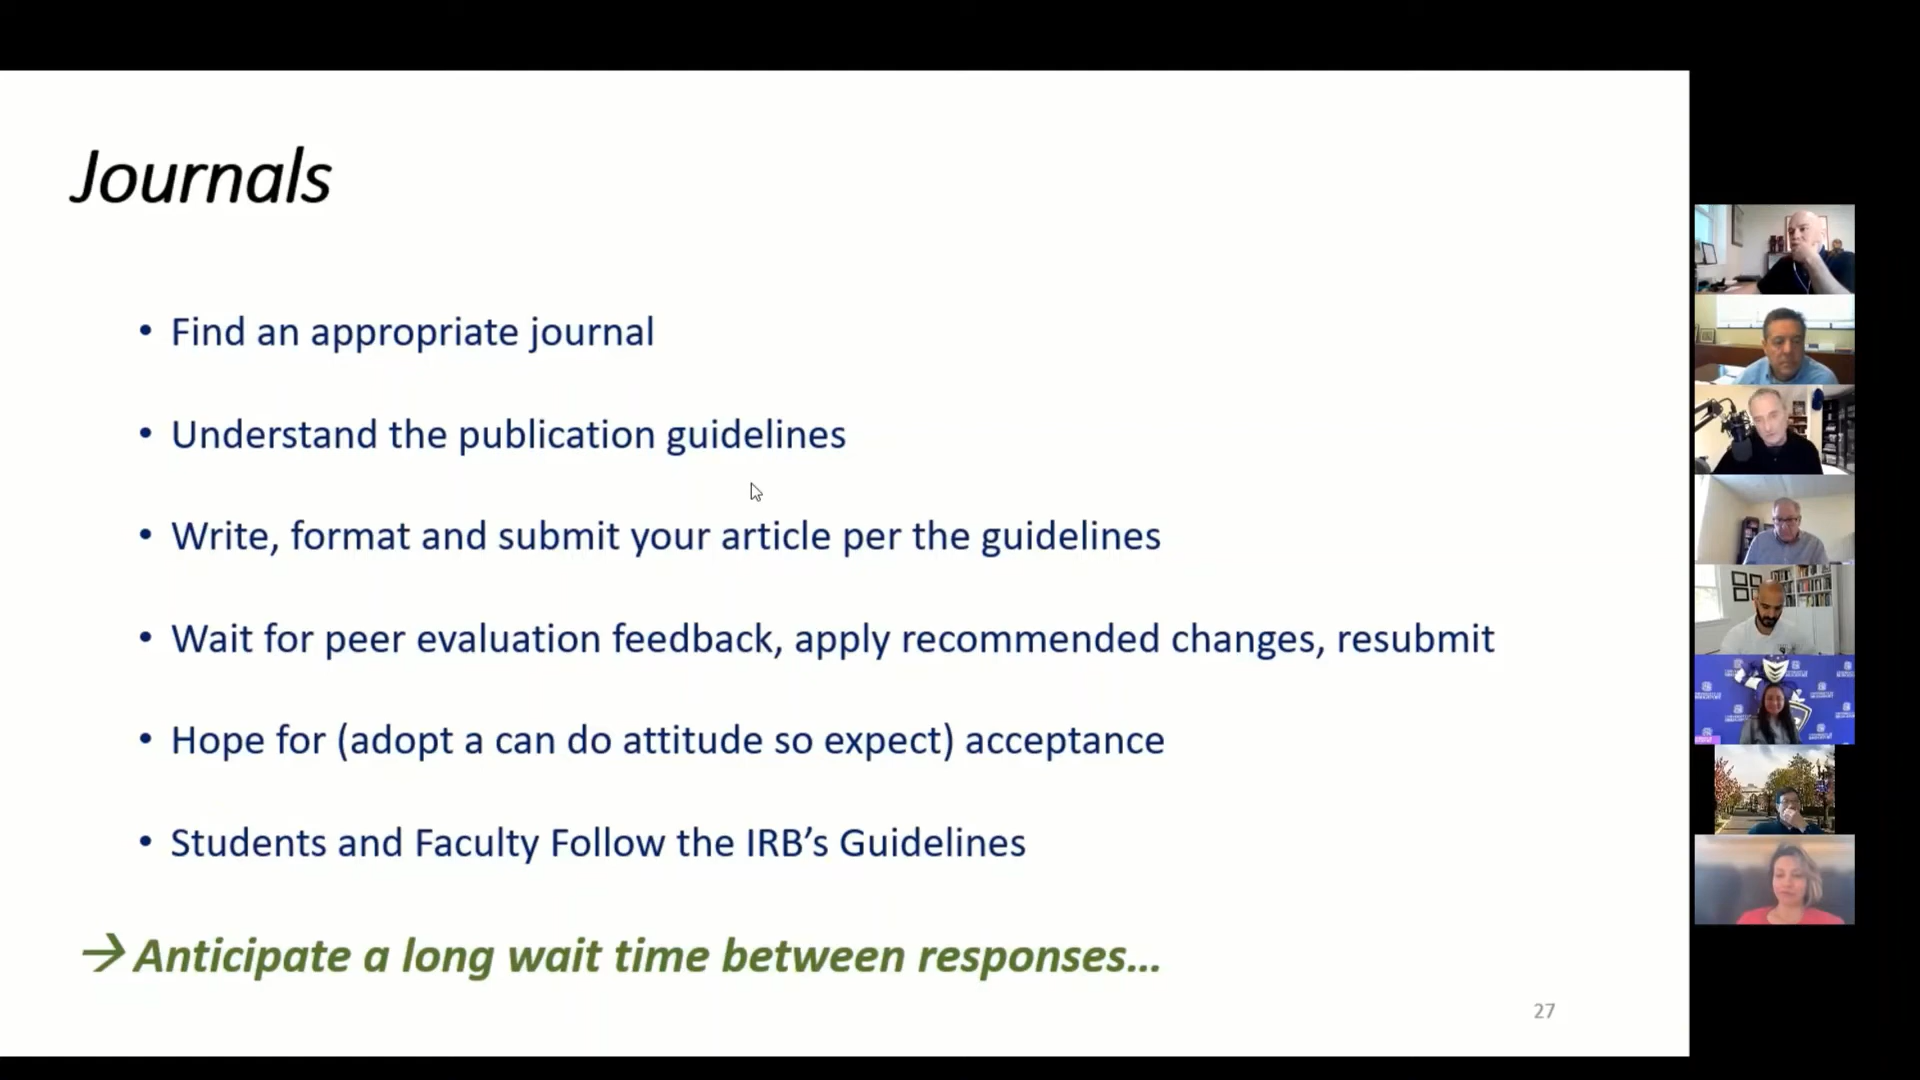 Journals
• Find an appropriate journal
• Understand the publication guidelines
• Write, format and submit your article per the guidelines
• Wait for peer evaluation feedback, apply recommended changes, resubmit
• Hope for (adopt a can do attitude so expect) acceptance
• Students and Faculty Follow the IRB’s Guidelines
→ Anticipate a long wait time between responses...
27